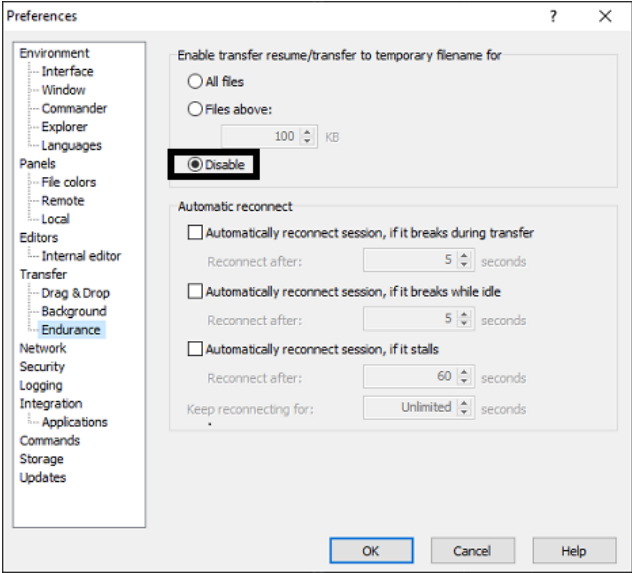 Preferences
?
Environment
Interface
Window
Commander
Explorer
Languages
Panels
File colors
Remote
Local
Editors
Internal editor
Transfer
Drag & Drop
Background
Endurance
Network
Security
Logging
Integration
Applications
Commands
Storage
Updates
Enable transfer resume/transfer to temporary filename for
All files
Files above:
100 KB
Disable
Automatic reconnect
Automatically reconnect session, if it breaks during transfer
Reconnect after: 5 seconds
Automatically reconnect session, if it breaks while idle
Reconnect after: 5 seconds
Automatically reconnect session, if it stalls
Reconnect after: 60 seconds
Keep reconnecting for: Unlimited seconds
OK Cancel Help